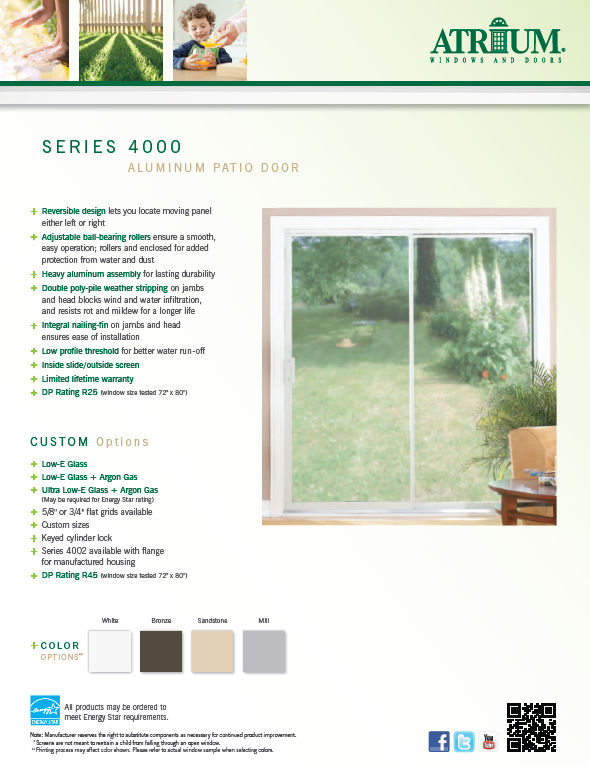 ATRIUM.
WINDOWS AND DOORS
SERIES 4000
ALUMINUM PATIO DOOR
Reversible design lets you locate moving panel
either left or right
Adjustable ball-bearing rollers ensure a smooth,
easy operation; rollers and enclosed for added
protection from water and dust
Heavy aluminum assembly for lasting durability
Double poly-pile weather stripping on jambs
and head blocks wind and water infiltration,
and resists rot and mildew for a longer life
Integral nailing-fin on jambs and head
ensures ease of installation
Low profile threshold for better water run-off
Inside slide/outside screen
Limited lifetime warranty
DP Rating R25 (window size tested 72" x 80")
CUSTOM Options
Low-E Glass
Low-E Glass + Argon Gas
Ultra Low-E Glass + Argon Gas
(May be required for Energy Star rating)
5/8" or 3/4" flat grids available
Custom sizes
Keyed cylinder lock
Series 4002 available with flange
for manufactured housing
DP Rating R45 (window size tested 72" x 80")
White Bronze Sandstone Mill
COLOR
OPTIONS**
ENERGY STAR
All products may be ordered to
meet Energy Star requirements.
Note: Manufacturer reserves the right to substitute components as necessary for continued product improvement.
*Screens are not meant to restrain a child from falling through an open window.
**Printing process may affect color shown. Please refer to actual window sample when selecting colors.
You
Tube